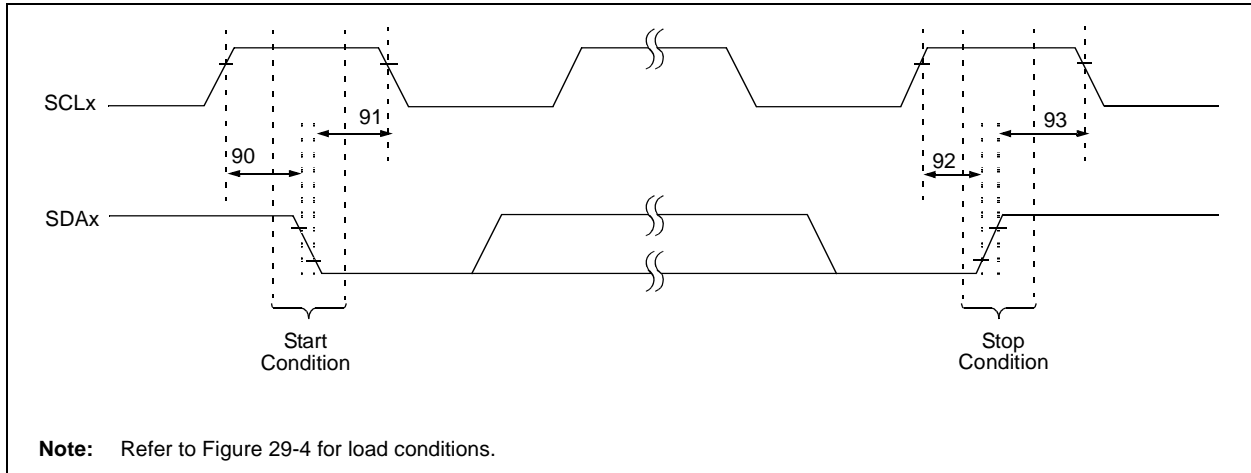 SCLx
91
93
90
92
SDAx
Start
Condition
Stop
Condition
Note: Refer to Figure 29-4 for load conditions.